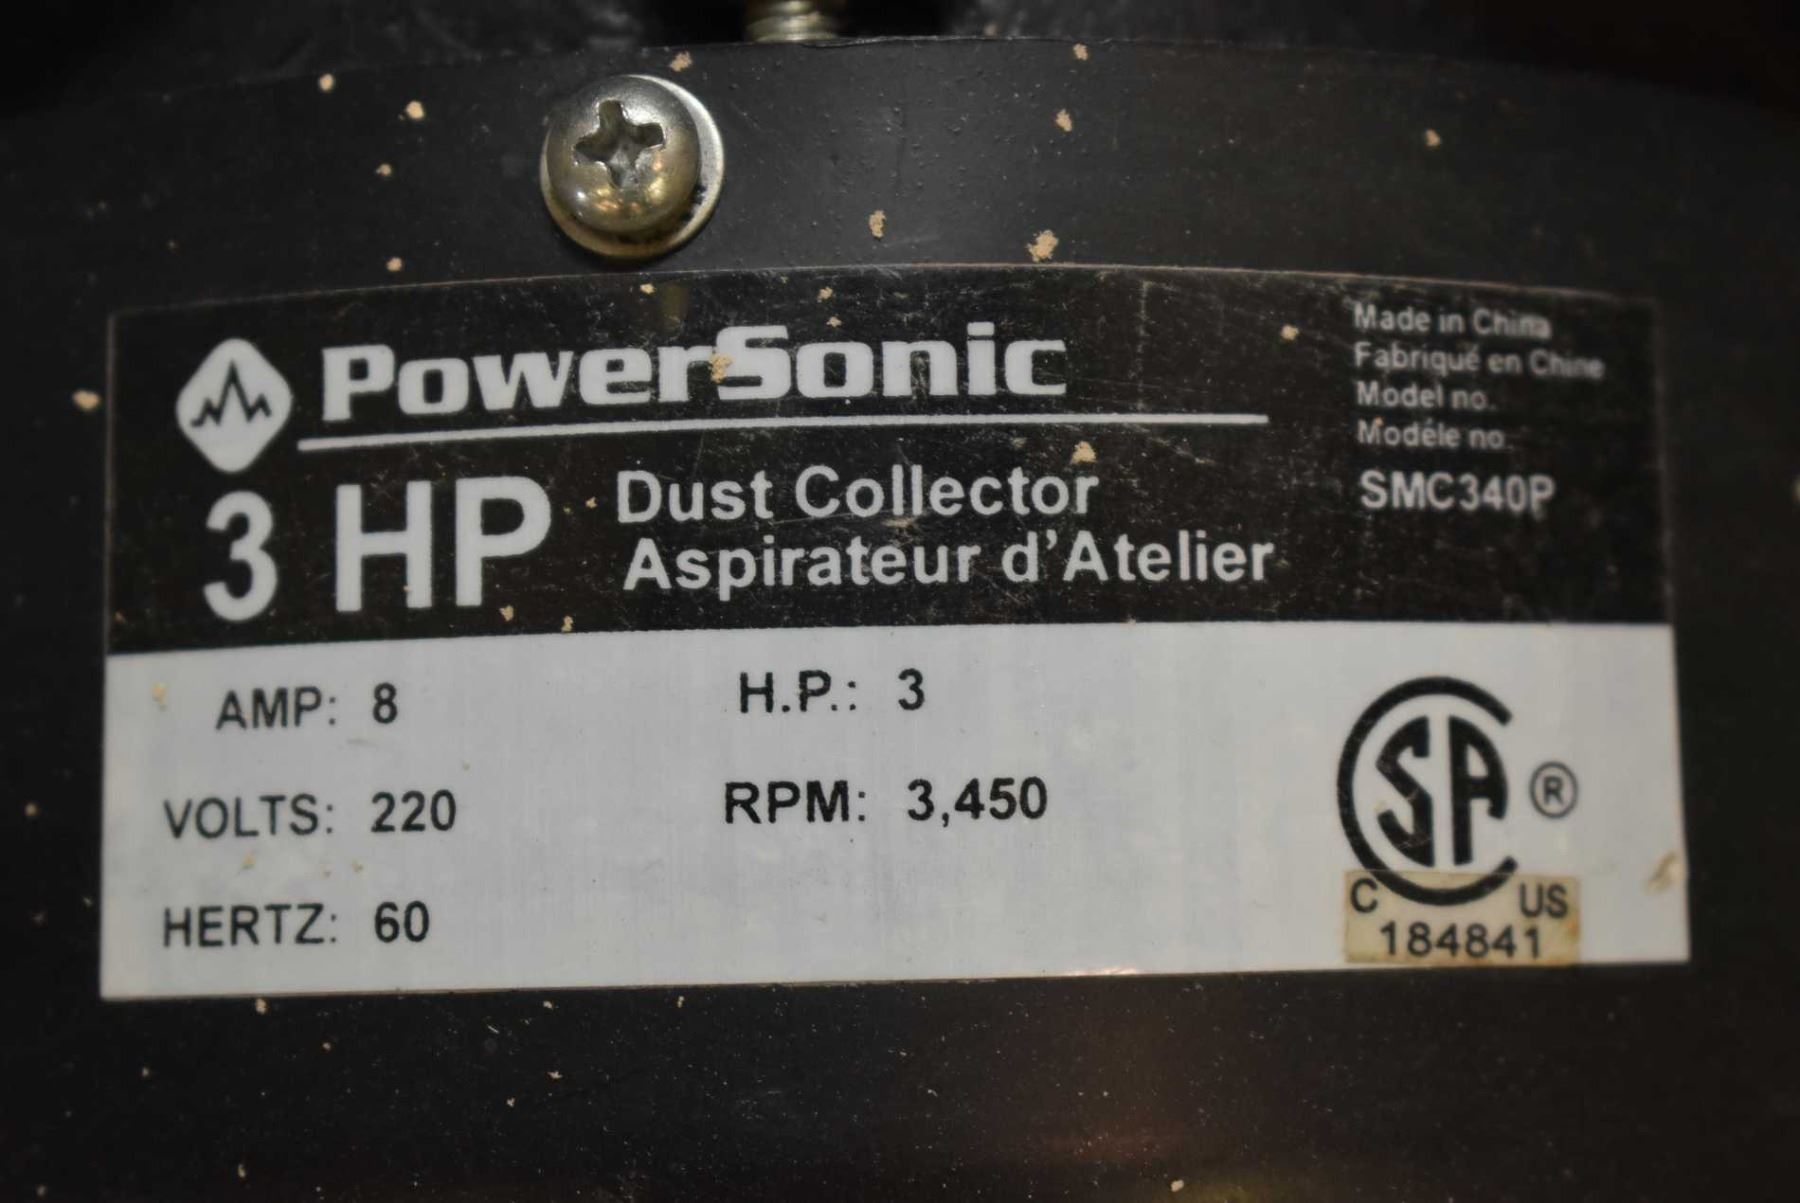 PowerSonic
3 HP
Dust Collector
Aspirateur d'Atelier
Made in China
Fabriqué en Chine
Model no.
Modéle no.
SMC340P
AMP: 8
H.P.: 3
VOLTS: 220
RPM: 3,450
HERTZ: 60
SA ®
C US
184841